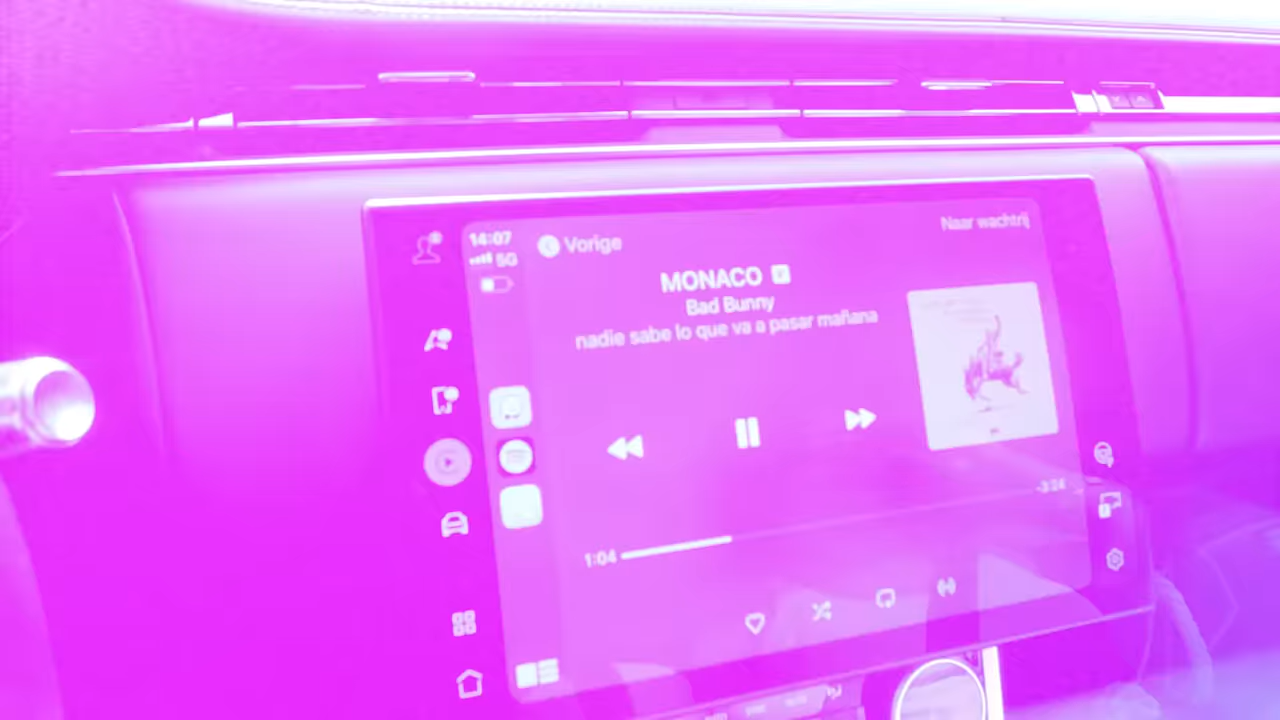 14:07
5G
Vorige
Naar wachtrij
MONACO E
Bad Bunny
nadie sabe lo que va a pasar mañana
1:04
-3:24